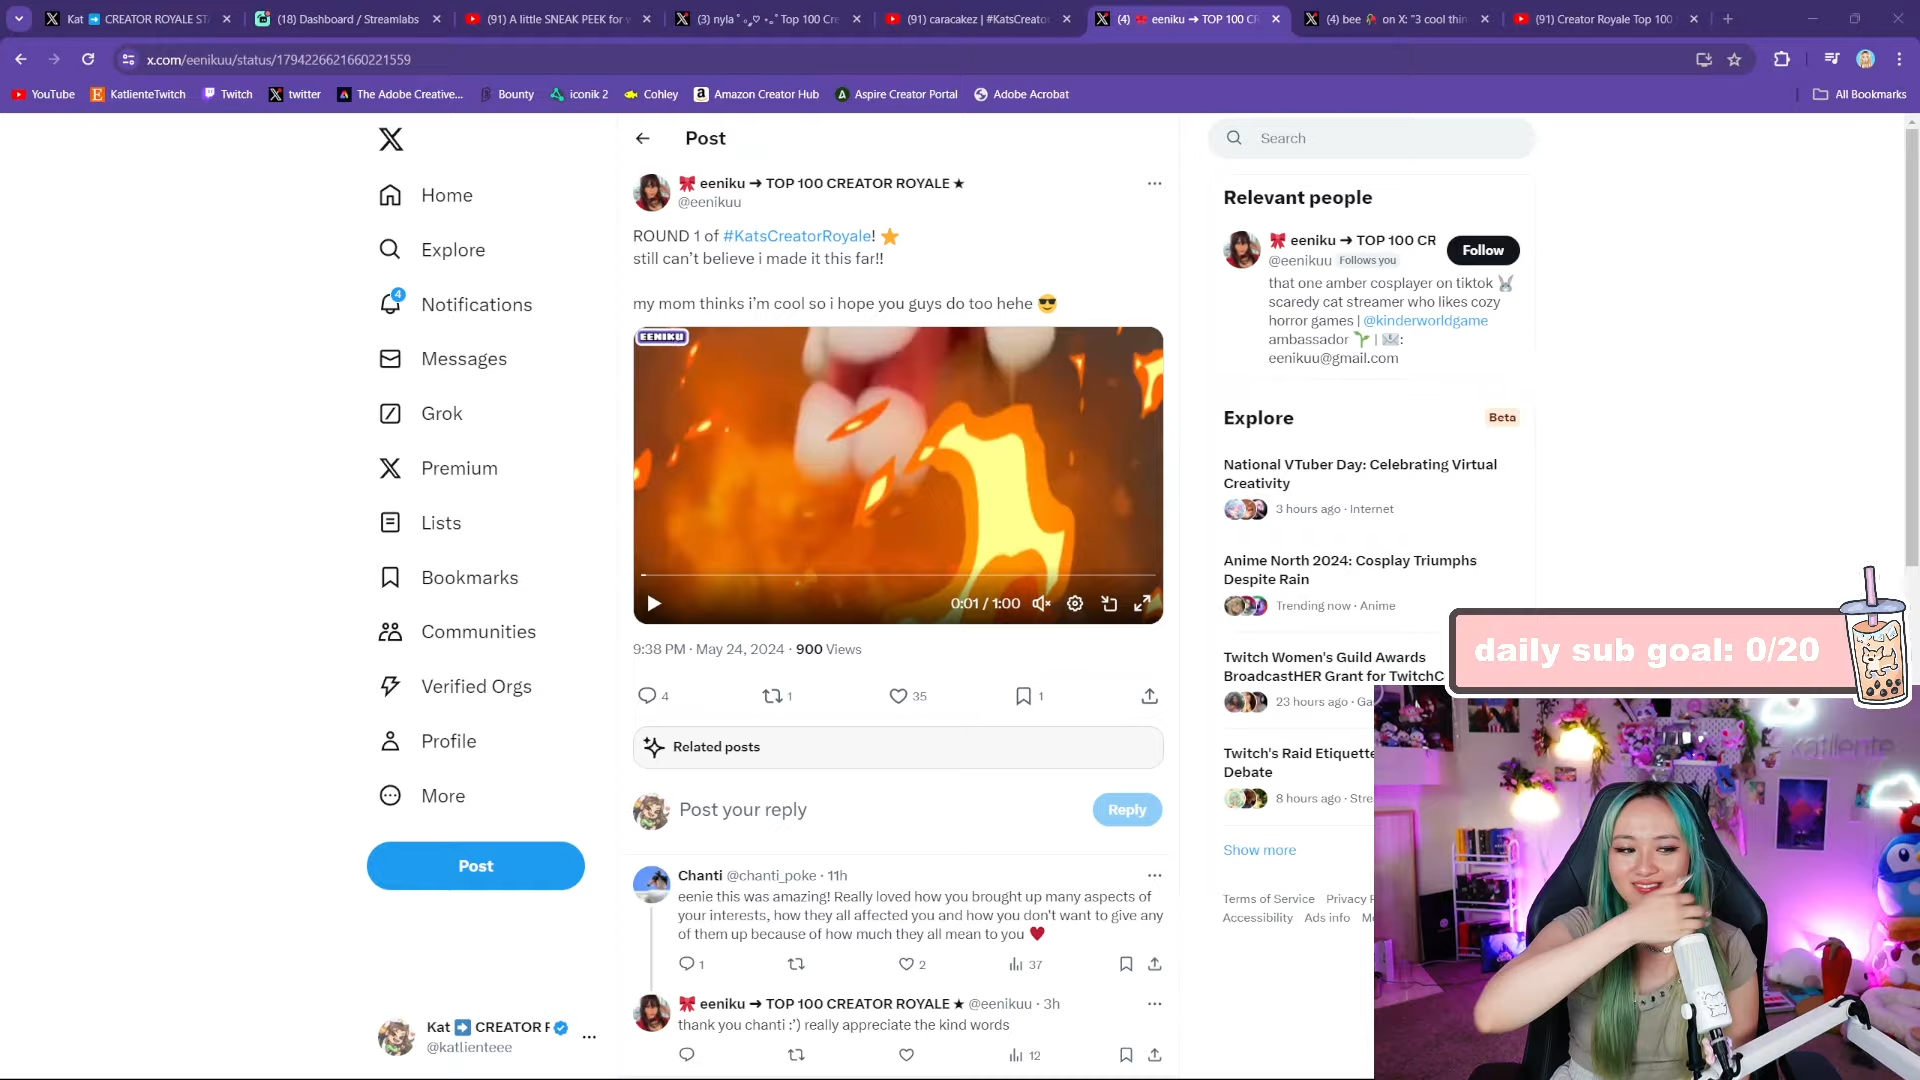 Kat ➡️ CREATOR ROYALE ST
(18) Dashboard / Streamlabs
(91) A little SNEAK PEEK for
(3) nyla
Top 100 Cre
(91) caracakez | #KatsCreator
(4) 🎀 eeniku ➜ TOP 100 CR
(4) bee 🥀 on X: "3 cool thin
(91) Creator Royale Top 100
x.com/eenikuu/status/1794226621660221559
YouTube
KatlienteTwitch
Twitch
twitter
The Adobe Creative...
Bounty
iconik 2
Cohley
Amazon Creator Hub
Aspire Creator Portal
Adobe Acrobat
All Bookmarks
Home
Explore
4
Notifications
Messages
Grok
Premium
Lists
Bookmarks
Communities
Verified Orgs
Profile
More
Post
Kat ➡️ CREATOR F
@katlienteee
Post
🎀 eeniku ➜ TOP 100 CREATOR ROYALE ★
@eenikuu
ROUND 1 of #KatsCreatorRoyale! ⭐
still can’t believe i made it this far!!
my mom thinks i’m cool so i hope you guys do too hehe 😎
EENIKU
0:01 / 1:00
9:38 PM · May 24, 2024 · 900 Views
4
1
35
1
Related posts
Post your reply
Reply
Chanti @chanti_poke · 11h
eenie this was amazing! Really loved how you brought up many aspects of
your interests, how they all affected you and how you don't want to give any
of them up because of how much they all mean to you ♥️
1
2
37
🎀 eeniku ➜ TOP 100 CREATOR ROYALE ★ @eenikuu · 3h
thank you chanti :’) really appreciate the kind words
12
Search
Relevant people
🎀 eeniku ➜ TOP 100 CR
@eenikuu Follows you
Follow
that one amber cosplayer on tiktok 🐰
scaredy cat streamer who likes cozy
horror games | @kinderworldgame
ambassador 🌱 | 📧:
eenikuu@gmail.com
Explore
Beta
National VTuber Day: Celebrating Virtual
Creativity
3 hours ago · Internet
Anime North 2024: Cosplay Triumphs
Despite Rain
Trending now · Anime
Twitch Women's Guild Awards
BroadcastHER Grant for TwitchC
23 hours ago · Ga
Twitch's Raid Etiquette
Debate
8 hours ago · Stre
Show more
Terms of Service Privacy P
Accessibility Ads info M
daily sub goal: 0/20
katliente